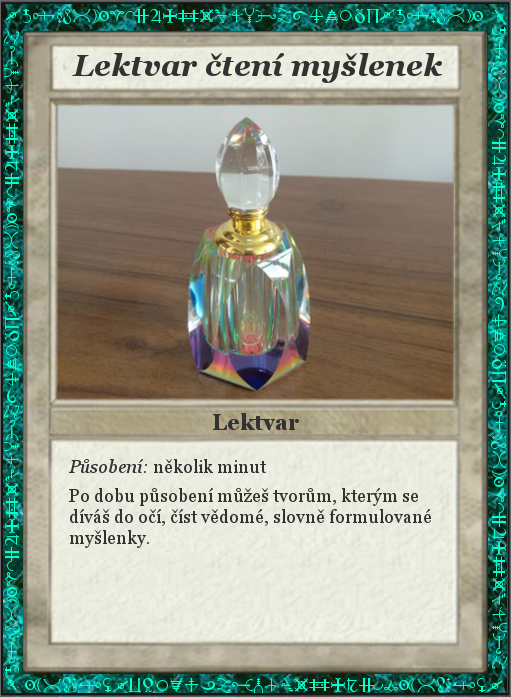 Lektvar čtení myšlenek
Lektvar
Působení: několik minut
Po dobu působení můžeš tvorům, kterým se
díváš do očí, číst vědomé, slovně formulované
myšlenky.